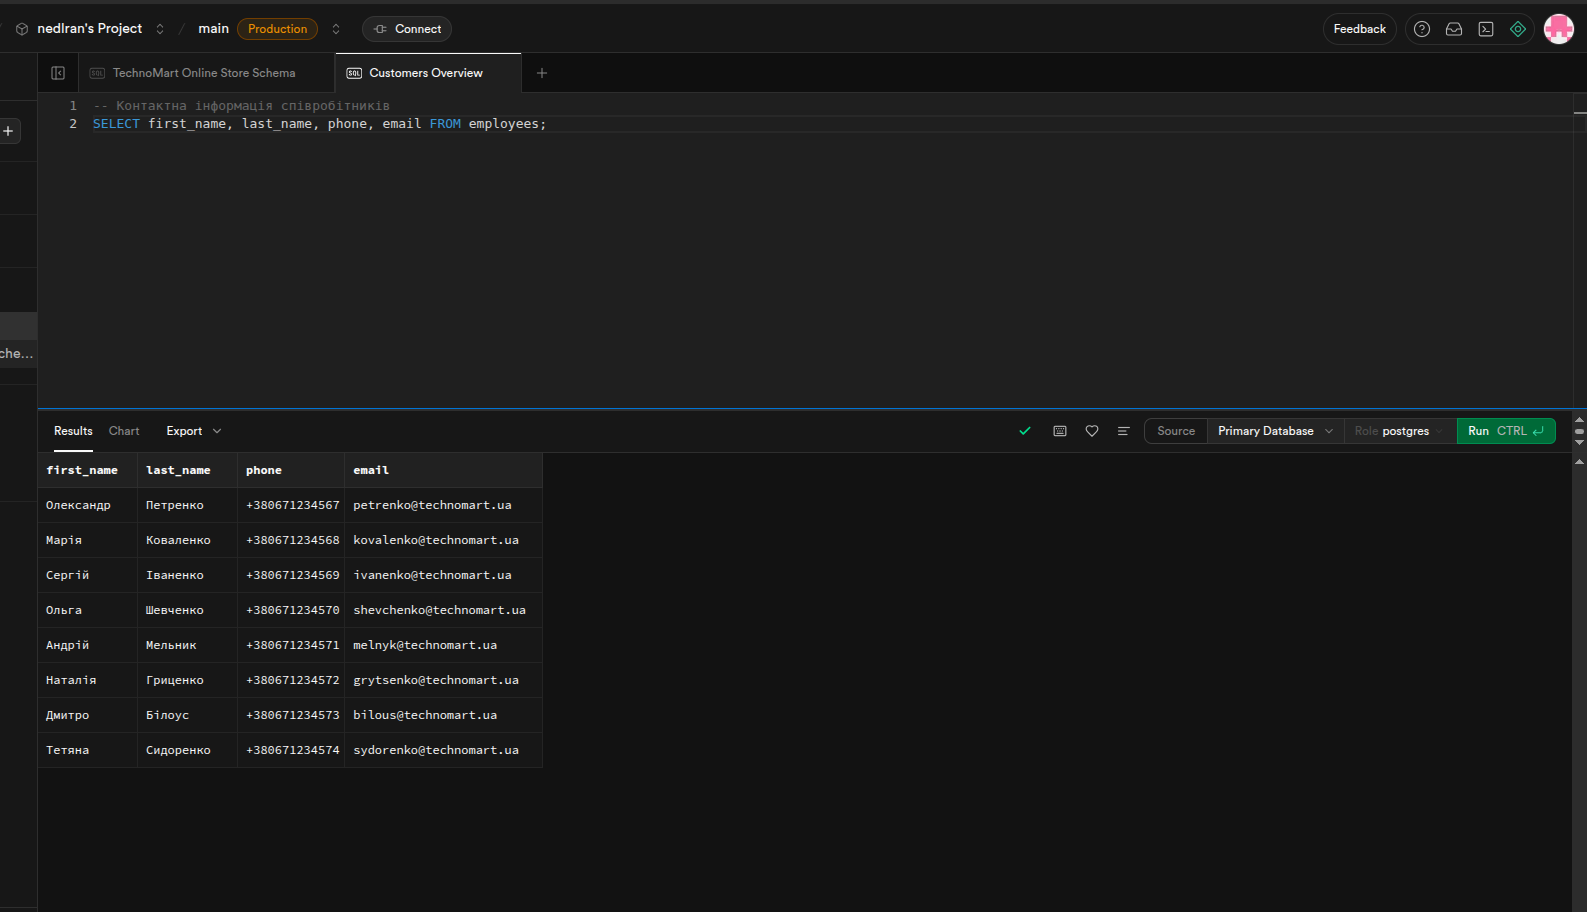 nedIran's Project / main Production Connect Feedback
TechnoMart Online Store Schema Customers Overview
1 -- Контактна інформація співробітників
2 SELECT first_name, last_name, phone, email FROM employees;
che...
Results Chart Export Source Primary Database Role postgres Run CTRL
first_name last_name phone email
Олександр Петренко +380671234567 petrenko@technomart.ua
Марія Коваленко +380671234568 kovalenko@technomart.ua
Сергій Іваненко +380671234569 ivanenko@technomart.ua
Ольга Шевченко +380671234570 shevchenko@technomart.ua
Андрій Мельник +380671234571 melnyk@technomart.ua
Наталія Гриценко +380671234572 grytsenko@technomart.ua
Дмитро Білоус +380671234573 bilous@technomart.ua
Тетяна Сидоренко +380671234574 sydorenko@technomart.ua